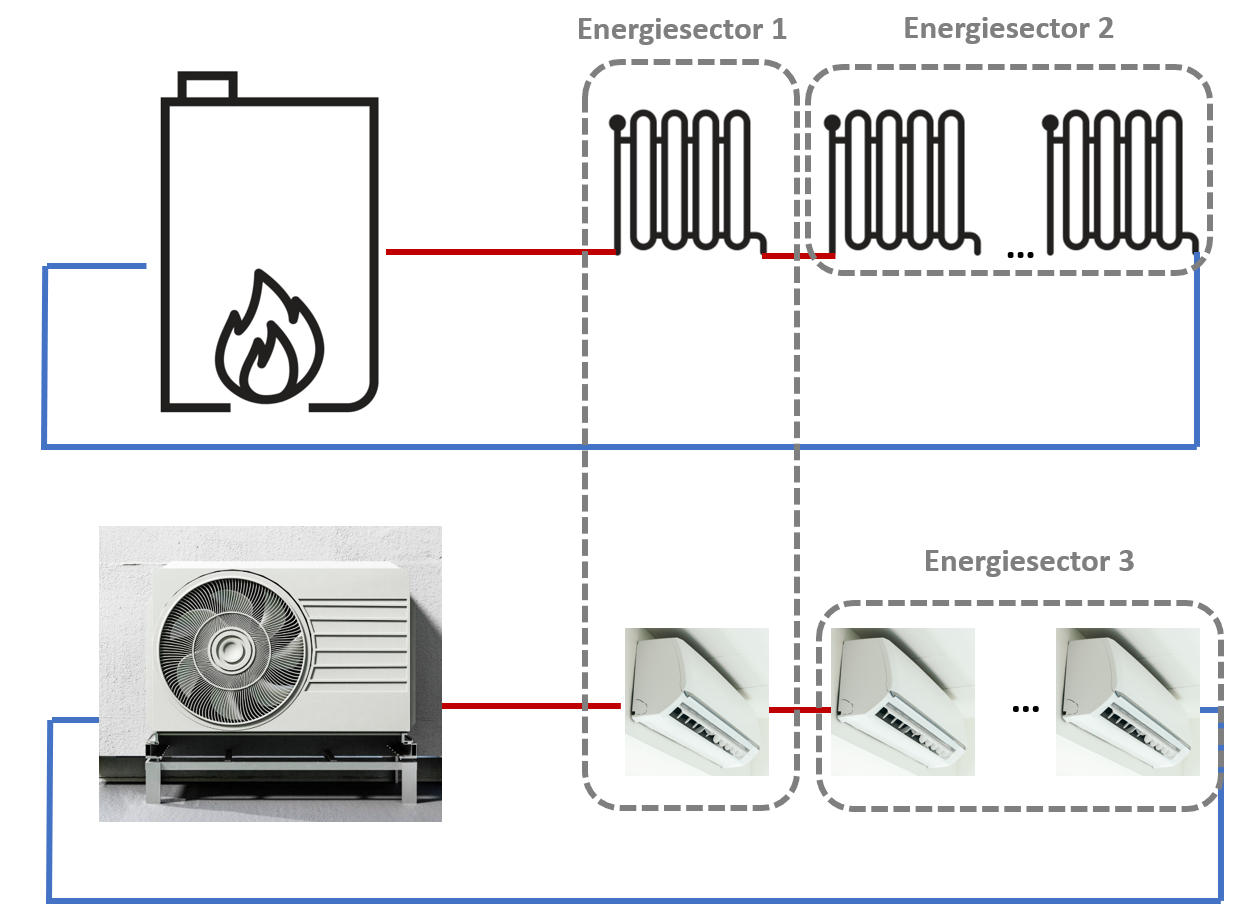 Energiesector 1
Energiesector 2
...
Energiesector 3
...